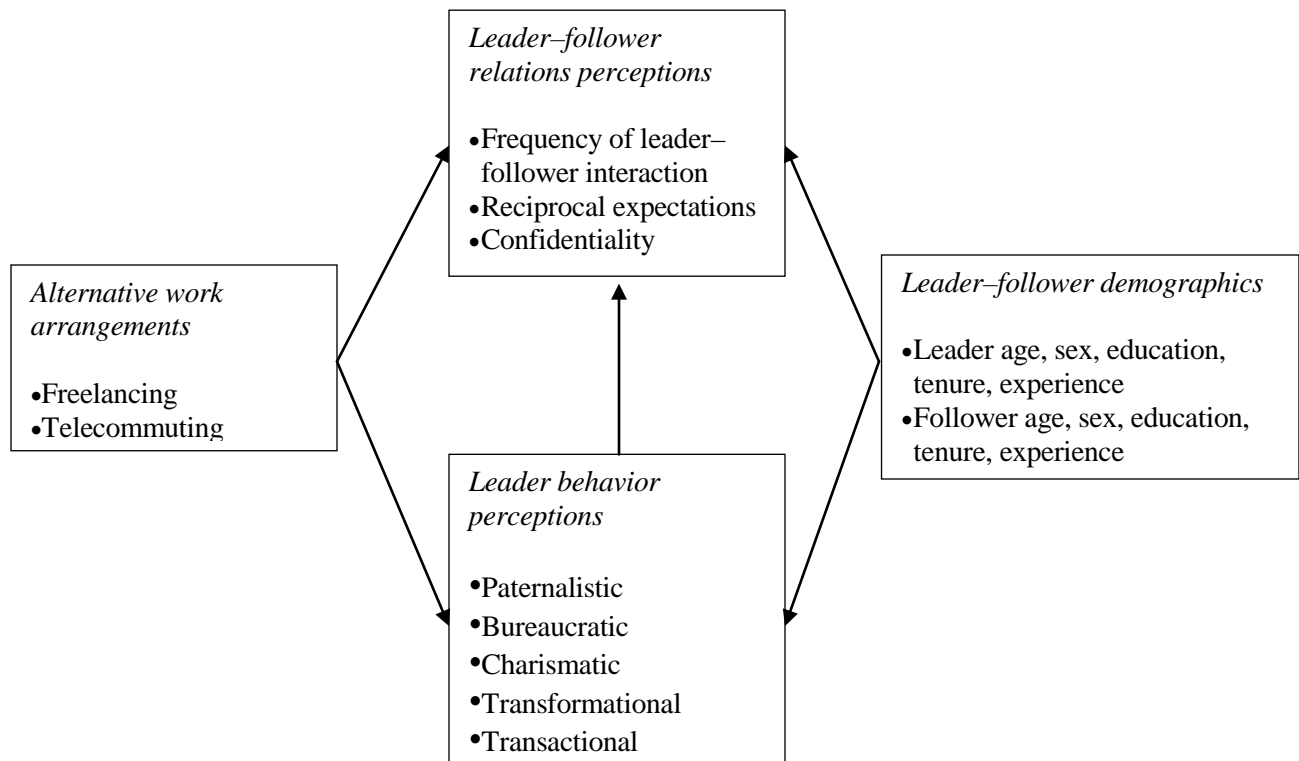 Leader–follower
relations perceptions
•Frequency of leader–
follower interaction
•Reciprocal expectations
•Confidentiality
Alternative work
arrangements
•Freelancing
•Telecommuting
Leader–follower demographics
•Leader age, sex, education,
tenure, experience
•Follower age, sex, education,
tenure, experience
Leader behavior
perceptions
•Paternalistic
•Bureaucratic
•Charismatic
•Transformational
•Transactional